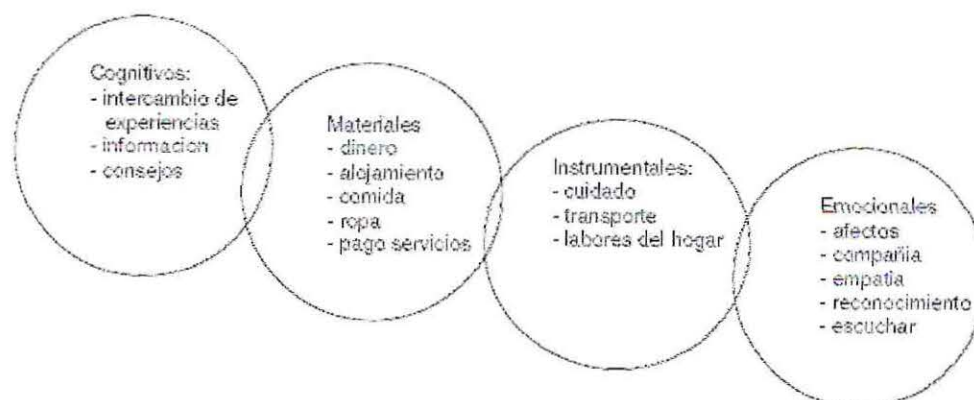 Cognitivos:
- intercambio de
experiencias
- informacion
- consejos
Materiales
- dinero
- alojamiento
- comida
- ropa
- pago servicios
Instrumentales:
- cuidado
- transporte
- labores del hogar
Emocionales
- afectos
- compañia
- empatia
- reconocimiento
- escuchar